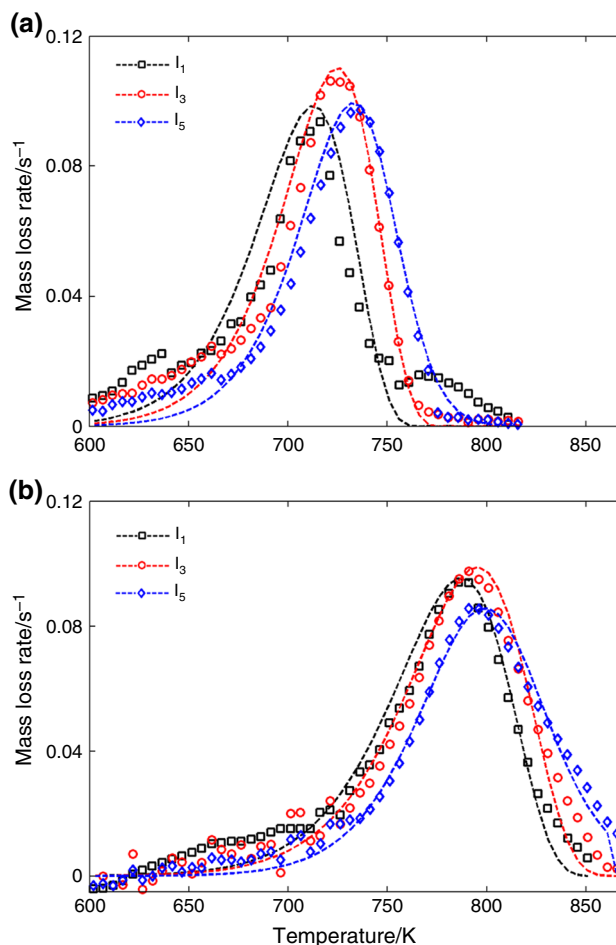 (a)
0.12
I₁
I₃
I₅
0.08
Mass loss rate/s⁻¹
0.04
0
600 650 700 750 800 850
(b)
0.12
I₁
I₃
I₅
0.08
Mass loss rate/s⁻¹
0.04
0
600 650 700 750 800 850
Temperature/K